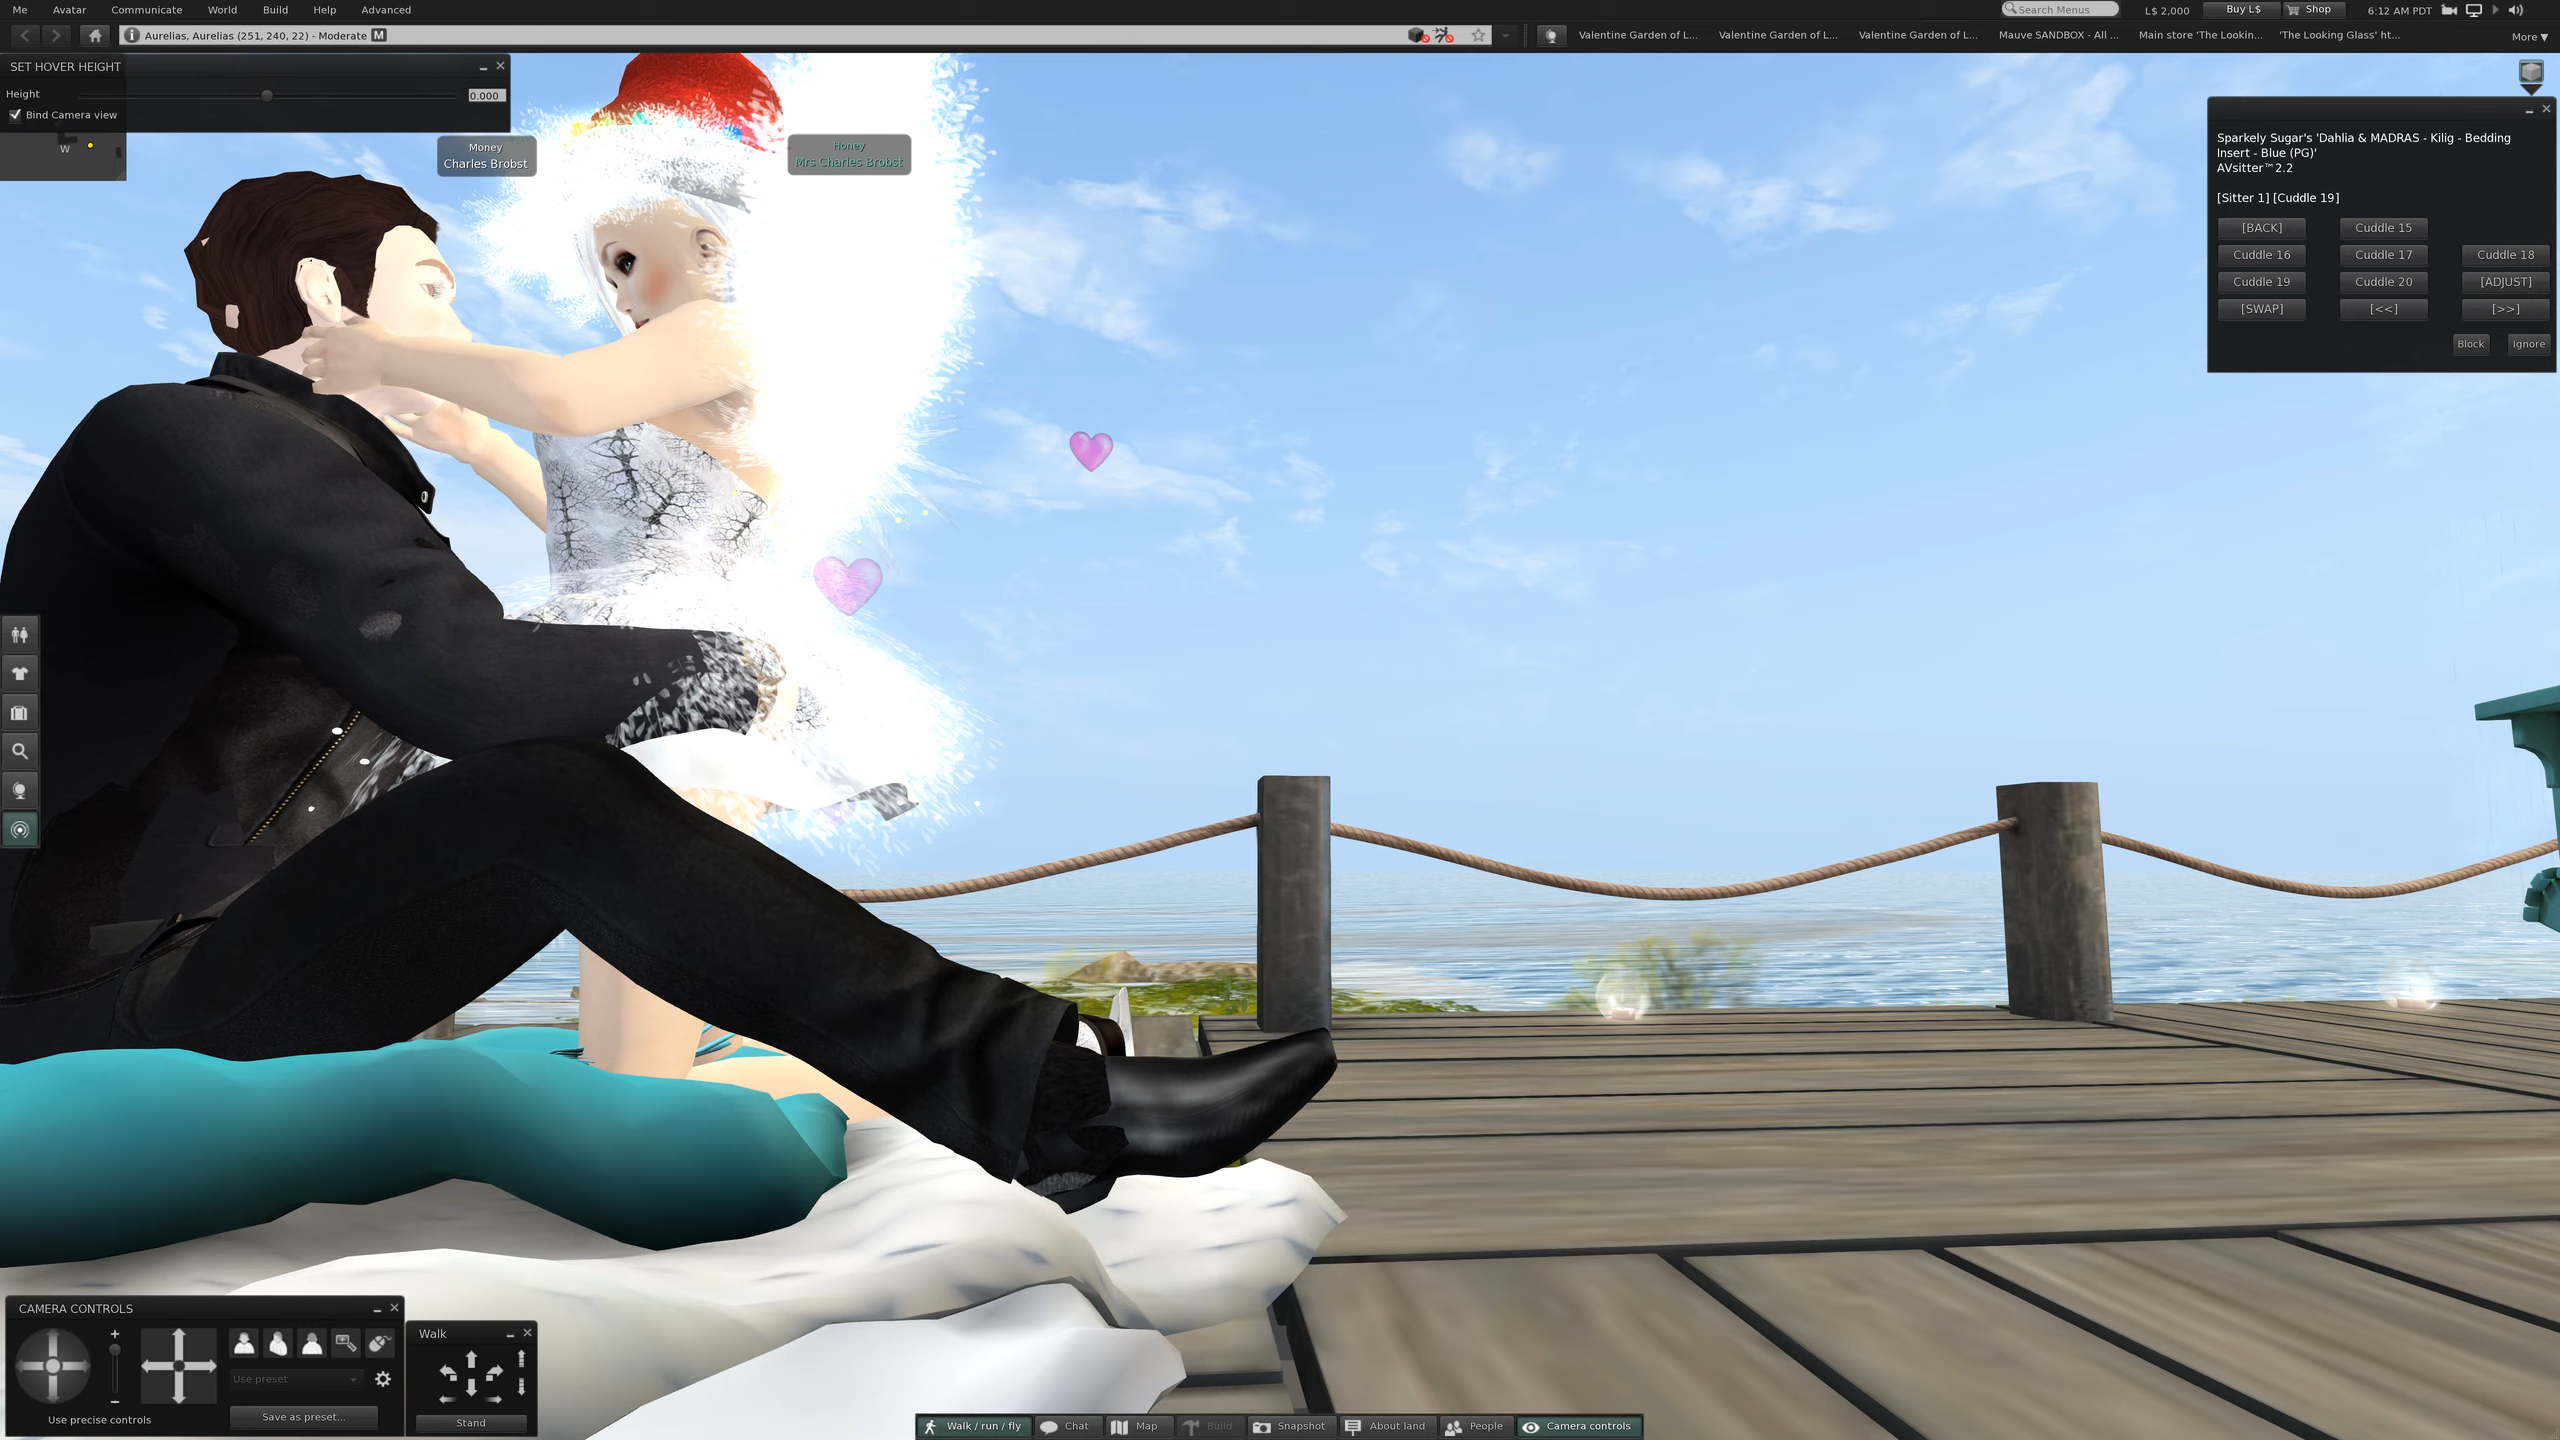 Me Avatar Communicate World Build Help Advanced
Search Menus
L$ 2,000
Buy L$
Shop
6:12 AM PDT
Aurelias, Aurelias (251, 240, 22) - Moderate M
Valentine Garden of L...
Valentine Garden of L...
Valentine Garden of L...
Mauve SANDBOX - All ...
Main store 'The Lookin...
'The Looking Glass' ht...
More ▼
SET HOVER HEIGHT
Height
0.000
Bind Camera view
W
Money
Charles Brobst
Honey
Mrs Charles Brobst
Sparkely Sugar's 'Dahlia & MADRAS - Kilig - Bedding
Insert - Blue (PG)'
AVsitter™2.2
[Sitter 1] [Cuddle 19]
[BACK] Cuddle 15
Cuddle 16 Cuddle 17 Cuddle 18
Cuddle 19 Cuddle 20 [ADJUST]
[SWAP] [<<] [>>]
Block Ignore
CAMERA CONTROLS
Use preset
Use precise controls
Save as preset...
Walk
Stand
Walk / run / fly
Chat
Map
Build
Snapshot
About land
People
Camera controls